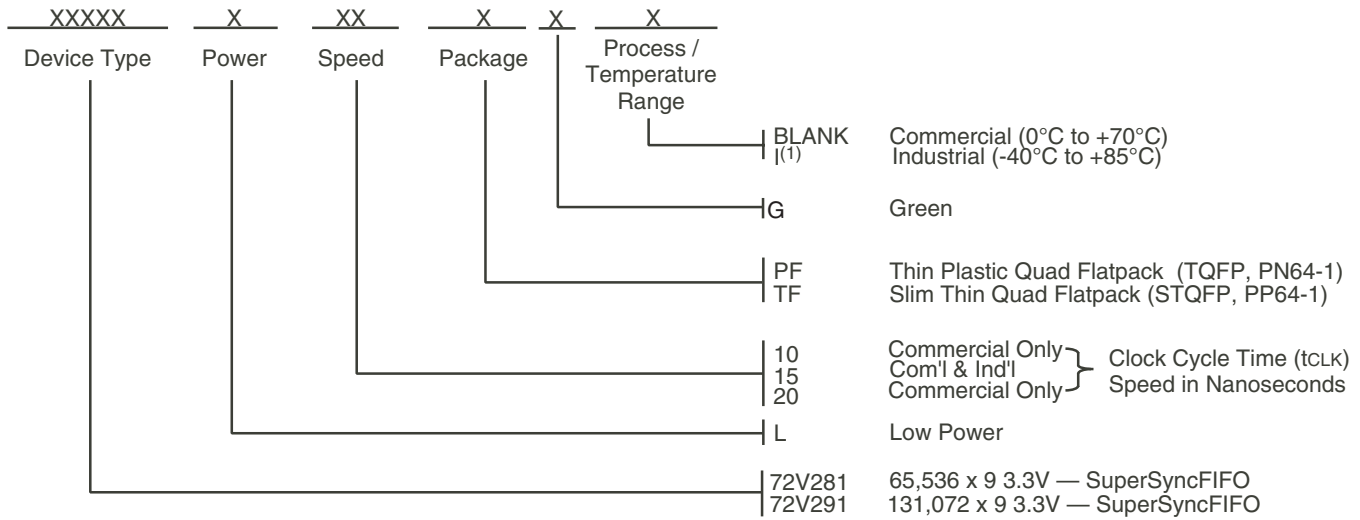 XXXXX X XX X X X
Device Type Power Speed Package Process /
Temperature
Range
BLANK Commercial (0°C to +70°C)
I(1) Industrial (-40°C to +85°C)
G Green
PF Thin Plastic Quad Flatpack (TQFP, PN64-1)
TF Slim Thin Quad Flatpack (STQFP, PP64-1)
10 Commercial Only
15 Com'l & Ind'l
20 Commercial Only
Clock Cycle Time (tCLK)
Speed in Nanoseconds
L Low Power
72V281 65,536 x 9 3.3V — SuperSyncFIFO
72V291 131,072 x 9 3.3V — SuperSyncFIFO